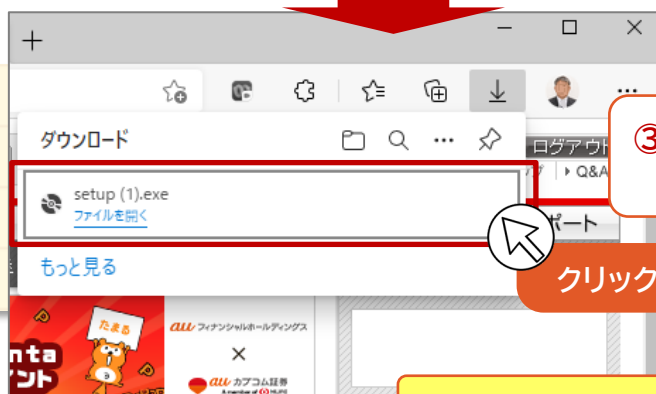 ダウンロード
ログアウト
③
setup (1).exe
Q&A
ファイルを開く
ポート
もっと見る
クリック
たまる
au フィナンシャルホールディングス
nta
×
ント
au カブコム証券